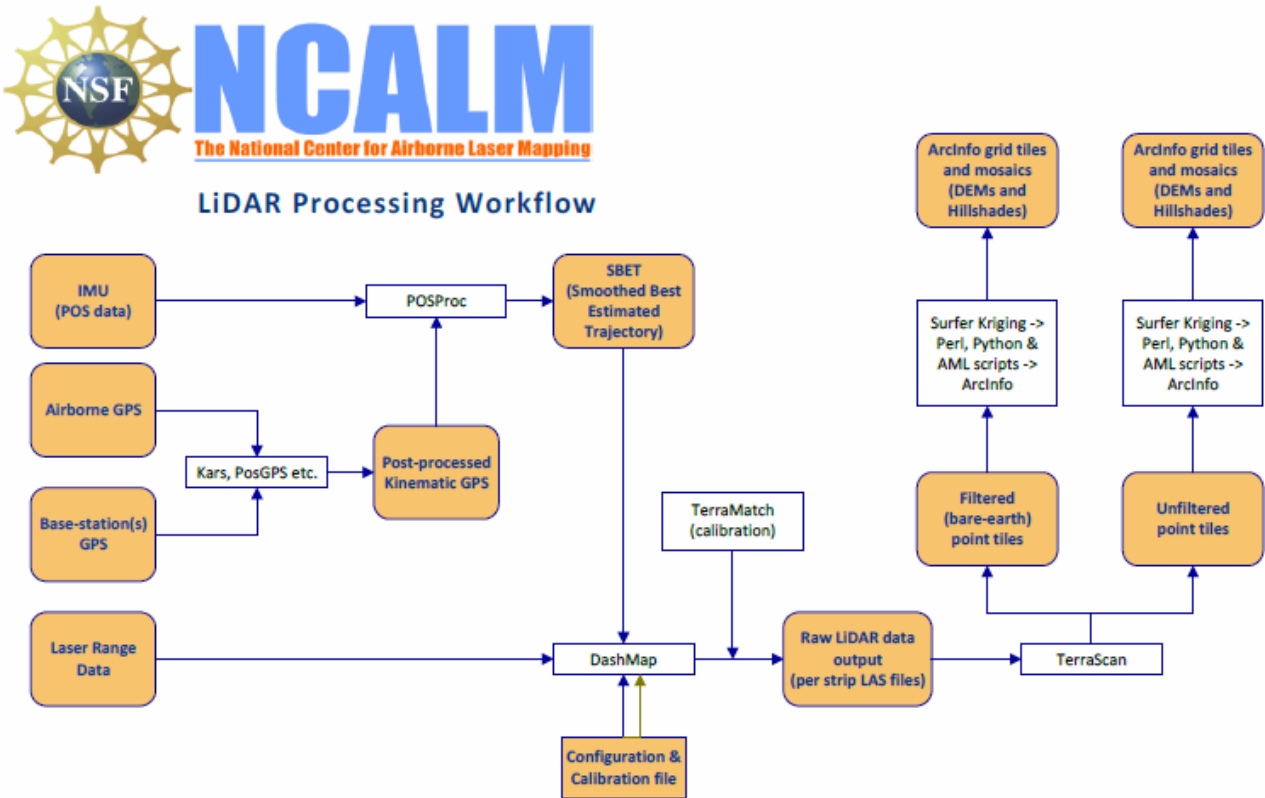 NSF
NCALM
The National Center for Airborne Laser Mapping
LiDAR Processing Workflow
IMU
(POS data)
POSProc
SBET
(Smoothed Best
Estimated
Trajectory)
Airborne GPS
Kars, PosGPS etc.
Post-processed
Kinematic GPS
Base-station(s)
GPS
Laser Range
Data
DashMap
Configuration &
Calibration file
TerraMatch
(calibration)
Raw LiDAR data
output
(per strip LAS files)
TerraScan
Filtered
(bare-earth)
point tiles
Unfiltered
point tiles
Surfer Kriging ->
Perl, Python &
AML scripts ->
ArcInfo
Surfer Kriging ->
Perl, Python &
AML scripts ->
ArcInfo
ArcInfo grid tiles
and mosaics
(DEMs and
Hillshades)
ArcInfo grid tiles
and mosaics
(DEMs and
Hillshades)